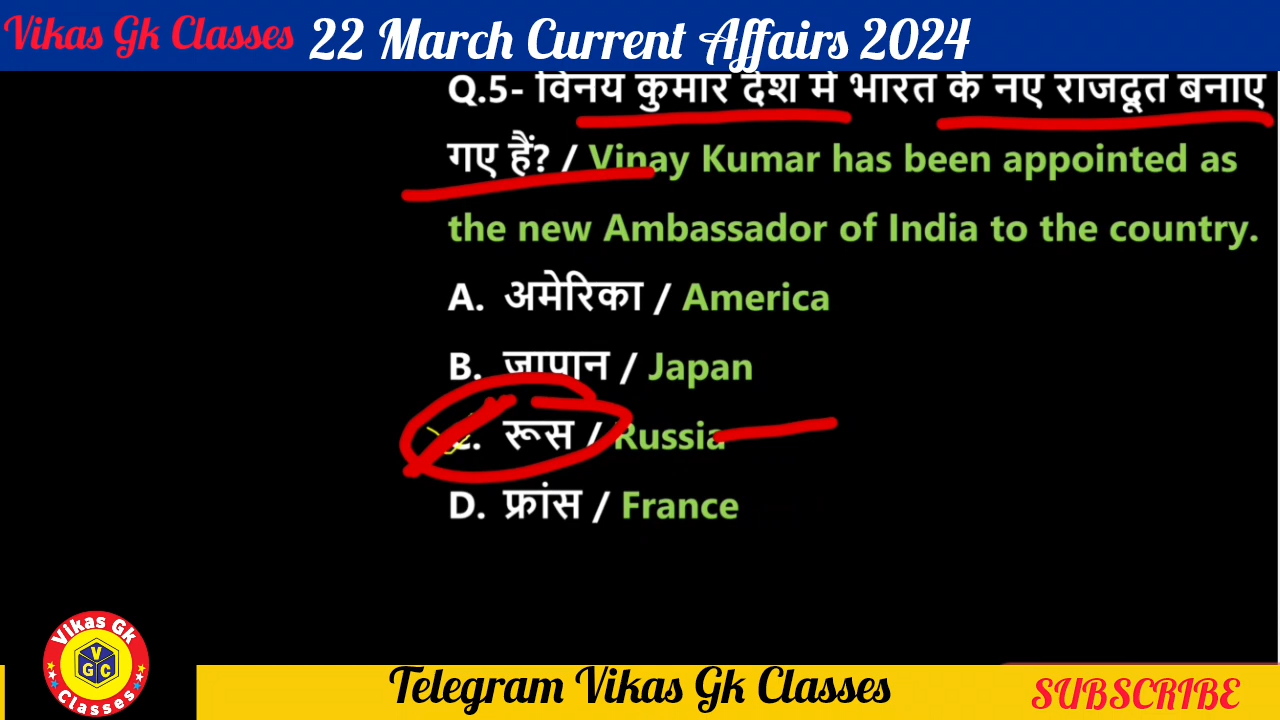 Vikas Gk Classes 22 March Current Affairs 2024
Q.5- विनय कुमार देश में भारत के नए राजदूत बनाए
गए हैं? / Vinay Kumar has been appointed as
the new Ambassador of India to the country.
A. अमेरिका / America
B. जापान / Japan
C. रूस / Russia
D. फ्रांस / France
Vikas Gk
V
G C
Classes
Telegram Vikas Gk Classes
SUBSCRIBE